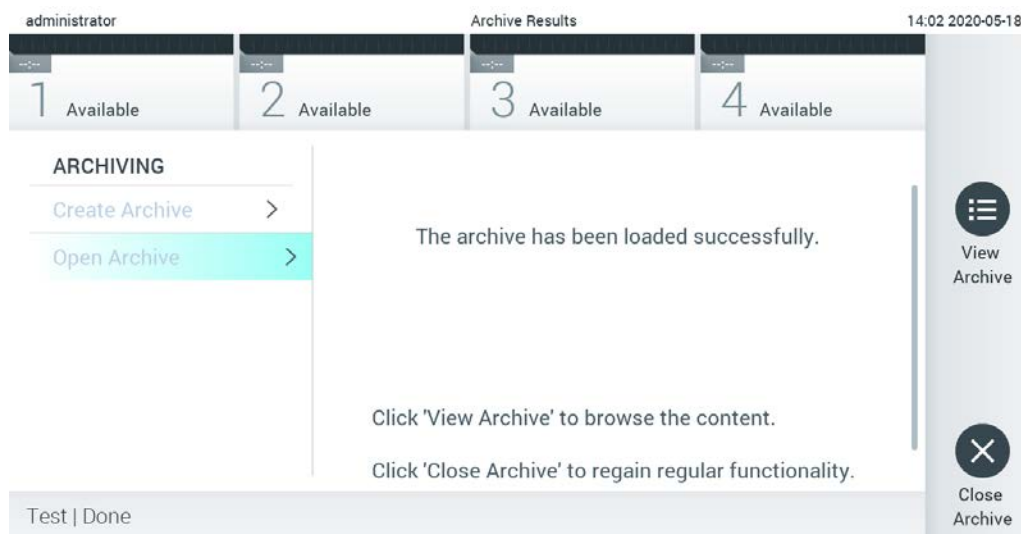 administrator Archive Results 14:02 2020-05-18
--:-- --:-- --:-- --:--
1 Available 2 Available 3 Available 4 Available
ARCHIVING
Create Archive
Open Archive
The archive has been loaded successfully.
Click 'View Archive' to browse the content.
Click 'Close Archive' to regain regular functionality.
View
Archive
Close
Archive
Test | Done